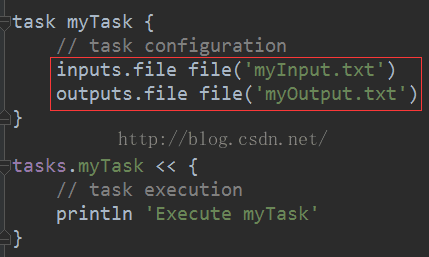 task myTask {
// task configuration
inputs.file file('myInput.txt')
outputs.file file('myOutput.txt')
}
http://blog.csdn.net/
tasks.myTask << {
// task execution
println 'Execute myTask'
}